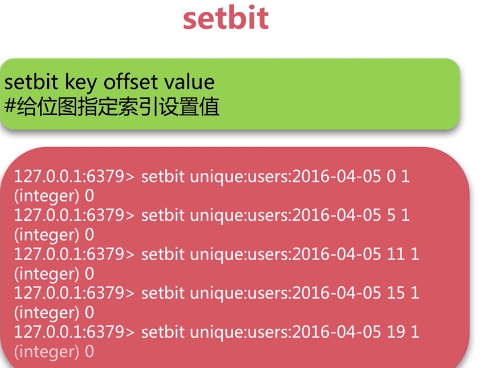 setbit
setbit key offset value
#给位图指定索引设置值
127.0.0.1:6379> setbit unique:users:2016-04-05 0 1
(integer) 0
127.0.0.1:6379> setbit unique:users:2016-04-05 5 1
(integer) 0
127.0.0.1:6379> setbit unique:users:2016-04-05 11 1
(integer) 0
127.0.0.1:6379> setbit unique:users:2016-04-05 15 1
(integer) 0
127.0.0.1:6379> setbit unique:users:2016-04-05 19 1
(integer) 0